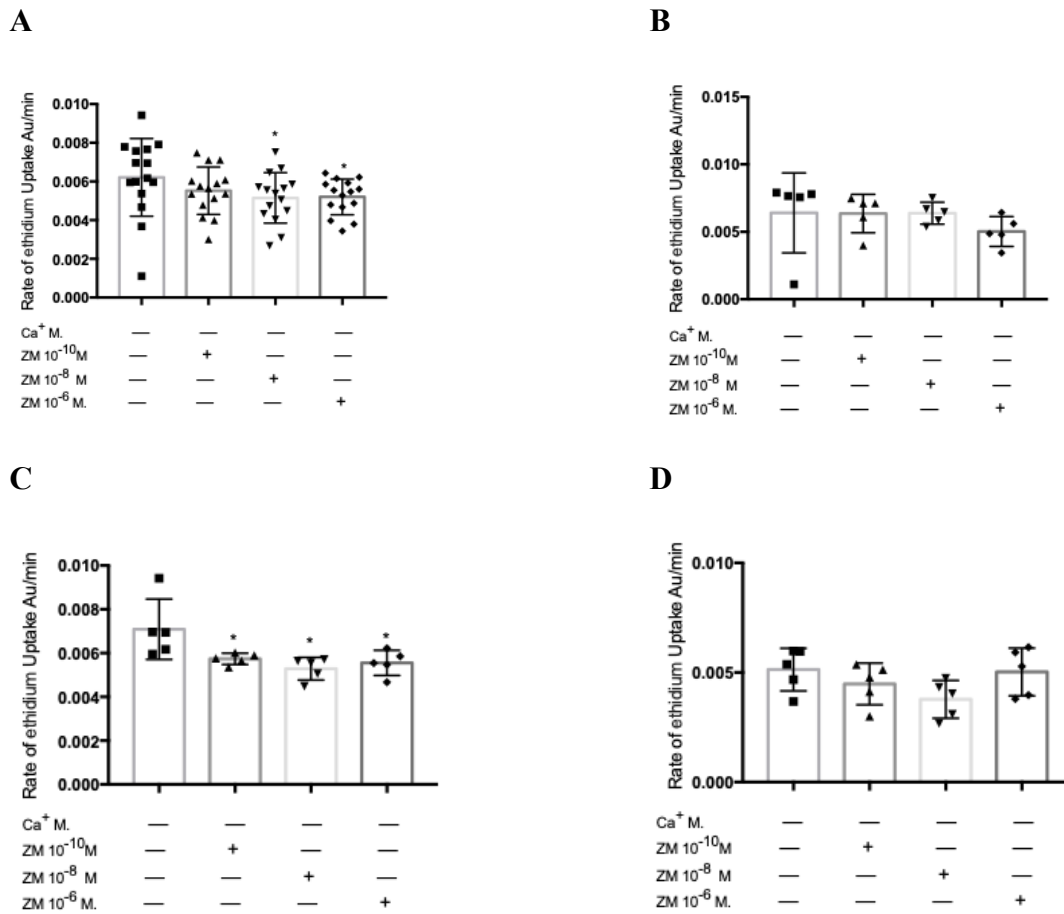 A
B
Rate of ethidium Uptake Au/min
0.010
0.008
0.006
0.004
0.002
0.000
*
*
Ca⁺ M. — — — —
ZM 10⁻¹⁰M — + — —
ZM 10⁻⁸ M — — + —
ZM 10⁻⁶ M. — — — +
Rate of ethidium Uptake Au/min
0.015
0.010
0.005
0.000
Ca⁺ M. — — — —
ZM 10⁻¹⁰M — + — —
ZM 10⁻⁸ M — — + —
ZM 10⁻⁶ M. — — — +
C
D
Rate of ethidium Uptake Au/min
0.010
0.008
0.006
0.004
0.002
0.000
* * *
Ca⁺ M. — — — —
ZM 10⁻¹⁰M — + — —
ZM 10⁻⁸ M — — + —
ZM 10⁻⁶ M. — — — +
Rate of ethidium Uptake Au/min
0.010
0.005
0.000
Ca⁺ M. — — — —
ZM 10⁻¹⁰M — + — —
ZM 10⁻⁸ M — — + —
ZM 10⁻⁶ M. — — — +